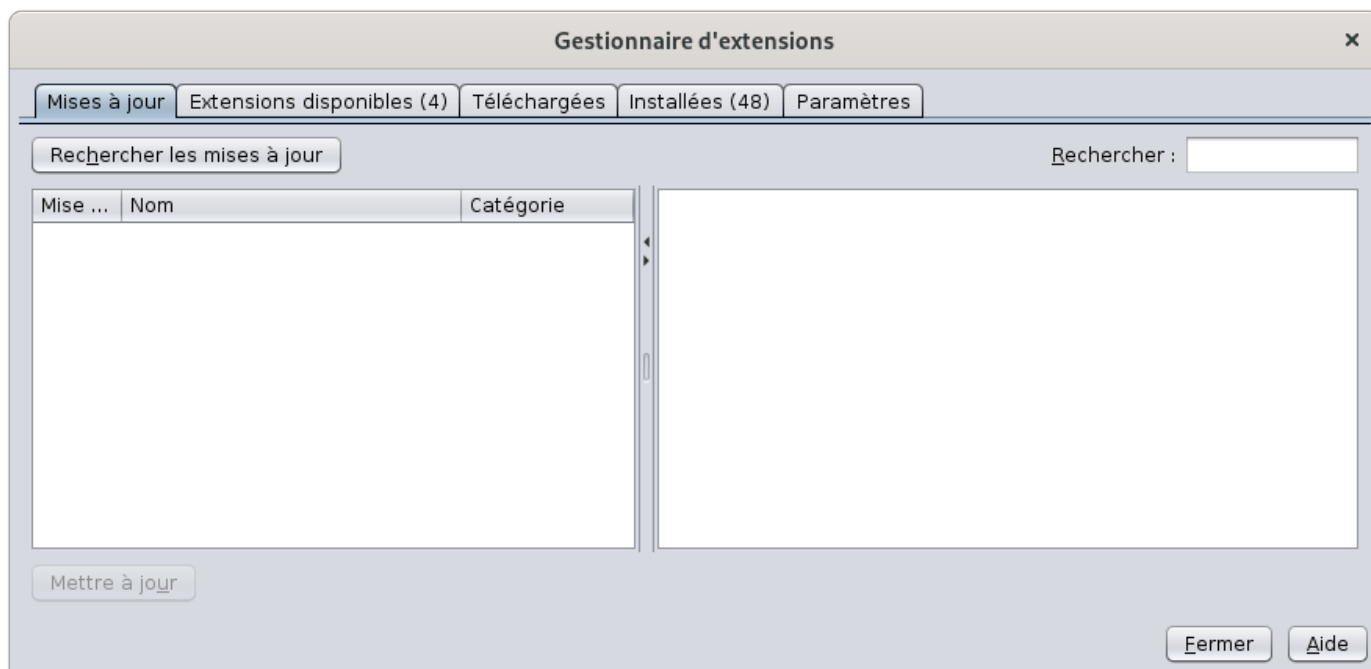 Gestionnaire d'extensions ×
Mises à jour Extensions disponibles (4) Téléchargées Installées (48) Paramètres
Rechercher les mises à jour Rechercher :
Mise ... Nom Catégorie
Mettre à jour
Fermer Aide